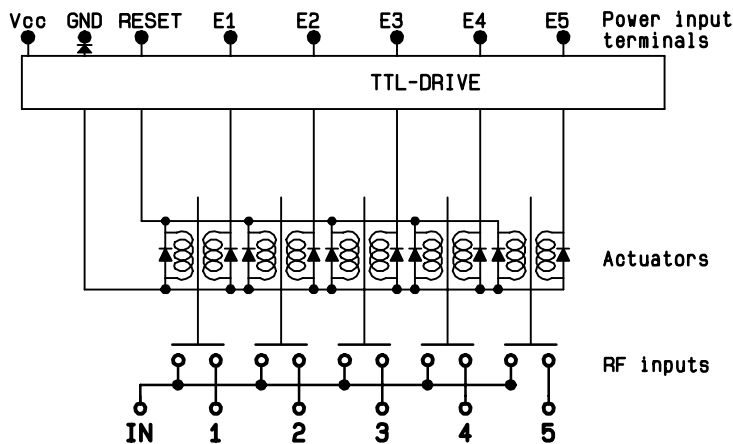 Vcc GND RESET E1 E2 E3 E4 E5 Power input
terminals
TTL-DRIVE
Actuators
RF inputs
IN 1 2 3 4 5